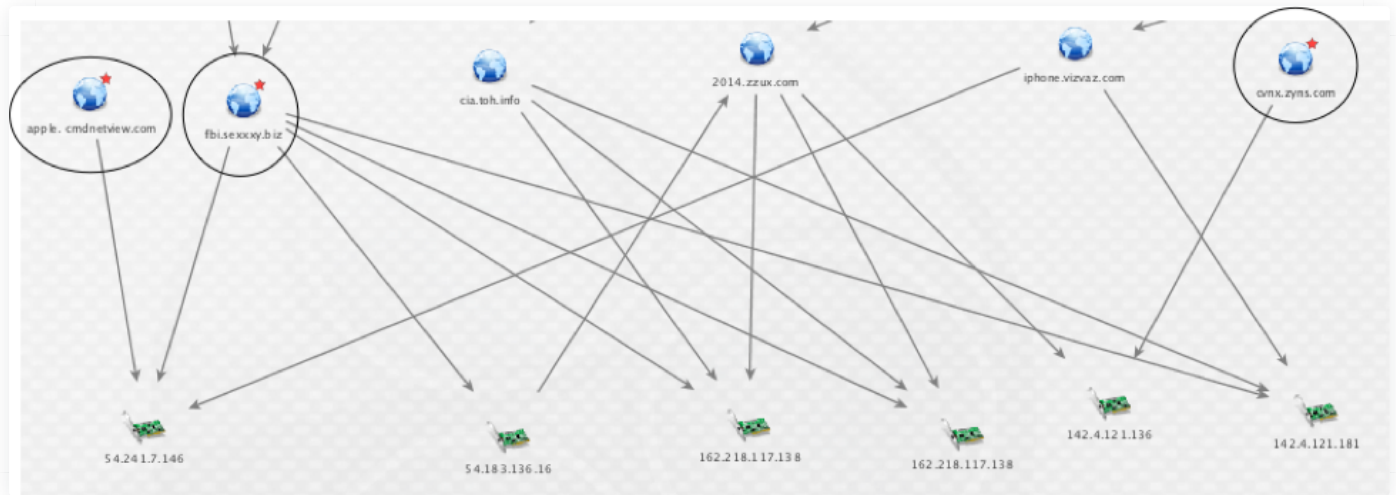 2014.zzux.com
iphone.vizvaz.com
cia.toh.info
cvnx.zyns.com
apple. cmdnetview.com
fbi.sexxxy.biz
54.241.7.146
54.183.136.16
162.218.117.138
162.218.117.138
142.4.121.136
142.4.121.181